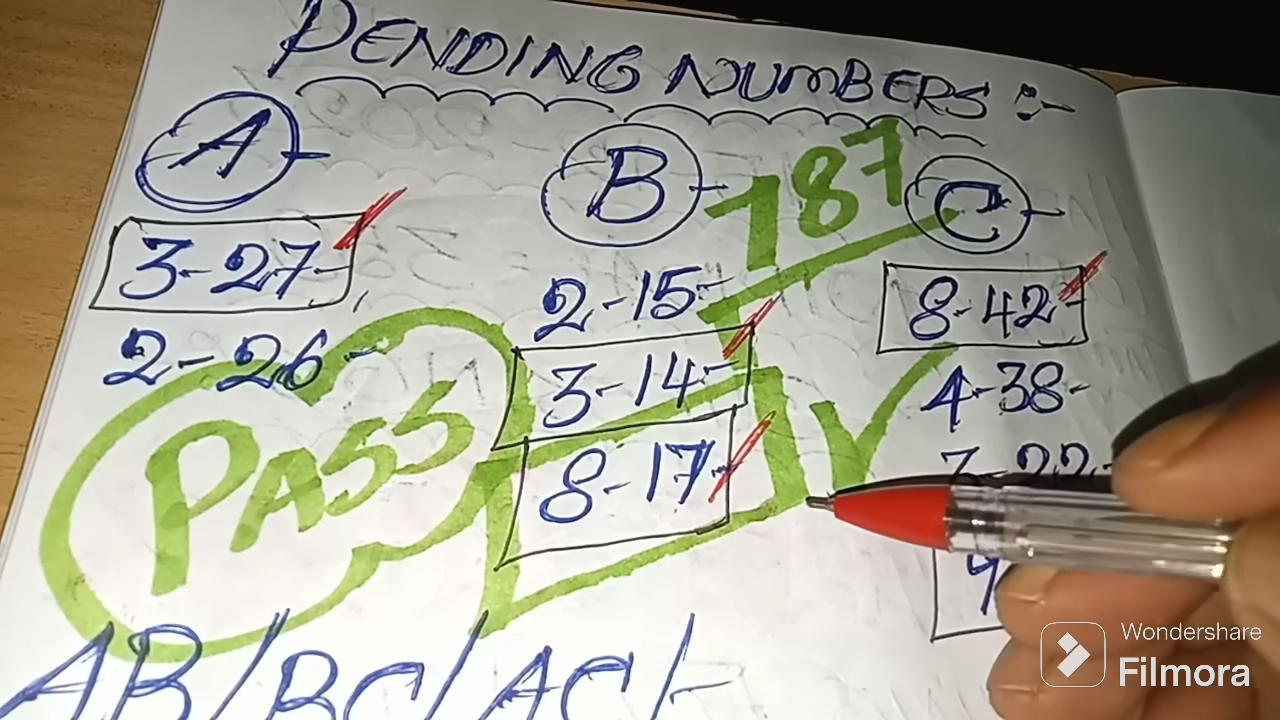 PENDING NUMBERS :-
A -
3-27-
2-26-
B -
2-15-
3-14-
8-17-
C -
8-42-
4-38-
187
PASS
AB/BC/AC/-
Wondershare
Filmora